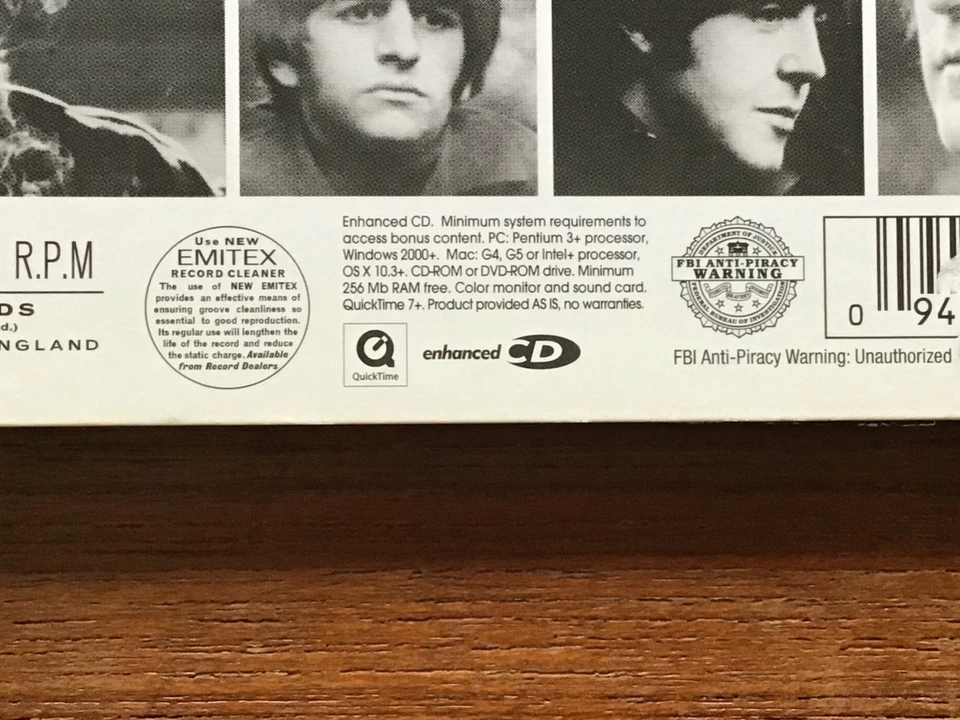 R.P.M
DS
d.)
NGLAND
Use NEW
EMITEX
RECORD CLEANER
The use of NEW EMITEX
provides an effective means of
ensuring groove cleanliness so
essential to good reproduction.
Its regular use will lengthen the
life of the record and reduce
the static charge. Available
from Record Dealers
Enhanced CD. Minimum system requirements to
access bonus content. PC: Pentium 3+ processor,
Windows 2000+. Mac: G4, G5 or Intel+ processor,
OS X 10.3+. CD-ROM or DVD-ROM drive. Minimum
256 Mb RAM free. Color monitor and sound card.
QuickTime 7+. Product provided AS IS, no warranties.
QuickTime
enhanced CD
DEPARTMENT OF JUSTICE
FBI ANTI-PIRACY
WARNING
FEDERAL BUREAU OF INVESTIGATION
FBI Anti-Piracy Warning: Unauthorized
0 94